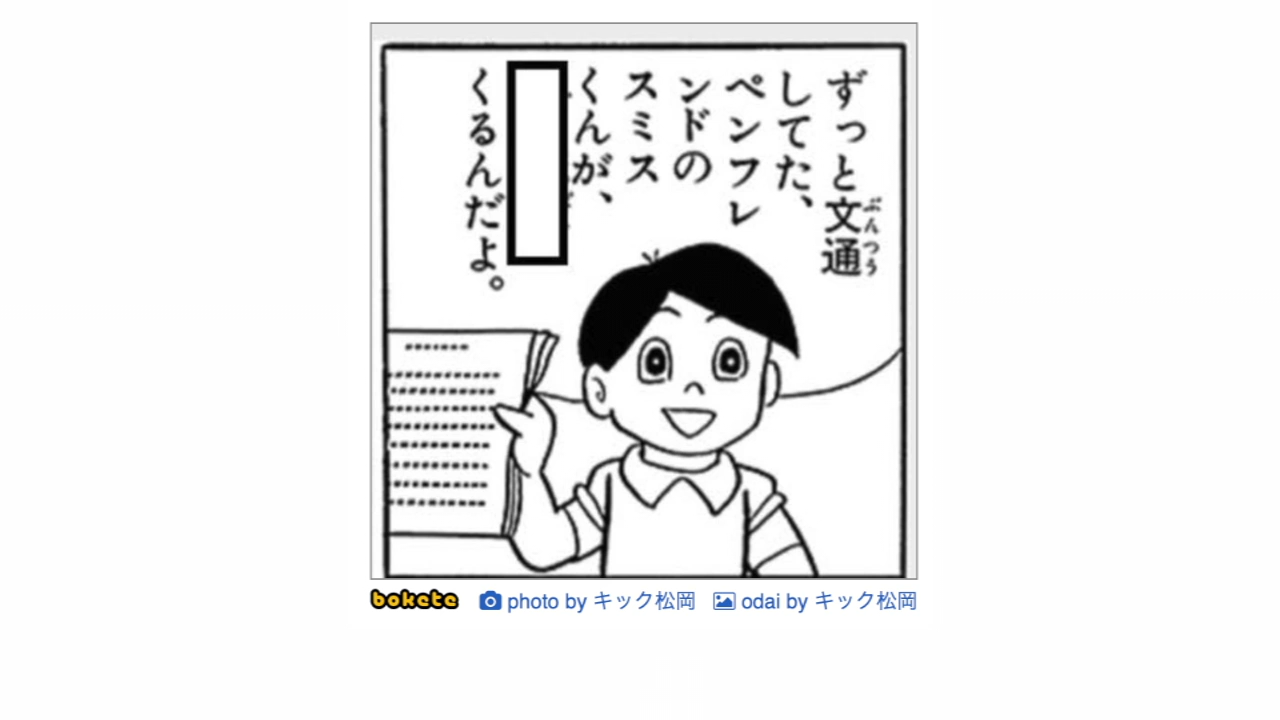 ずっと文通
ぶんつう
してた、
ペンフレ
ンドの
スミス
くんが、
くるんだよ。
bokete
photo by キック松岡
odai by キック松岡